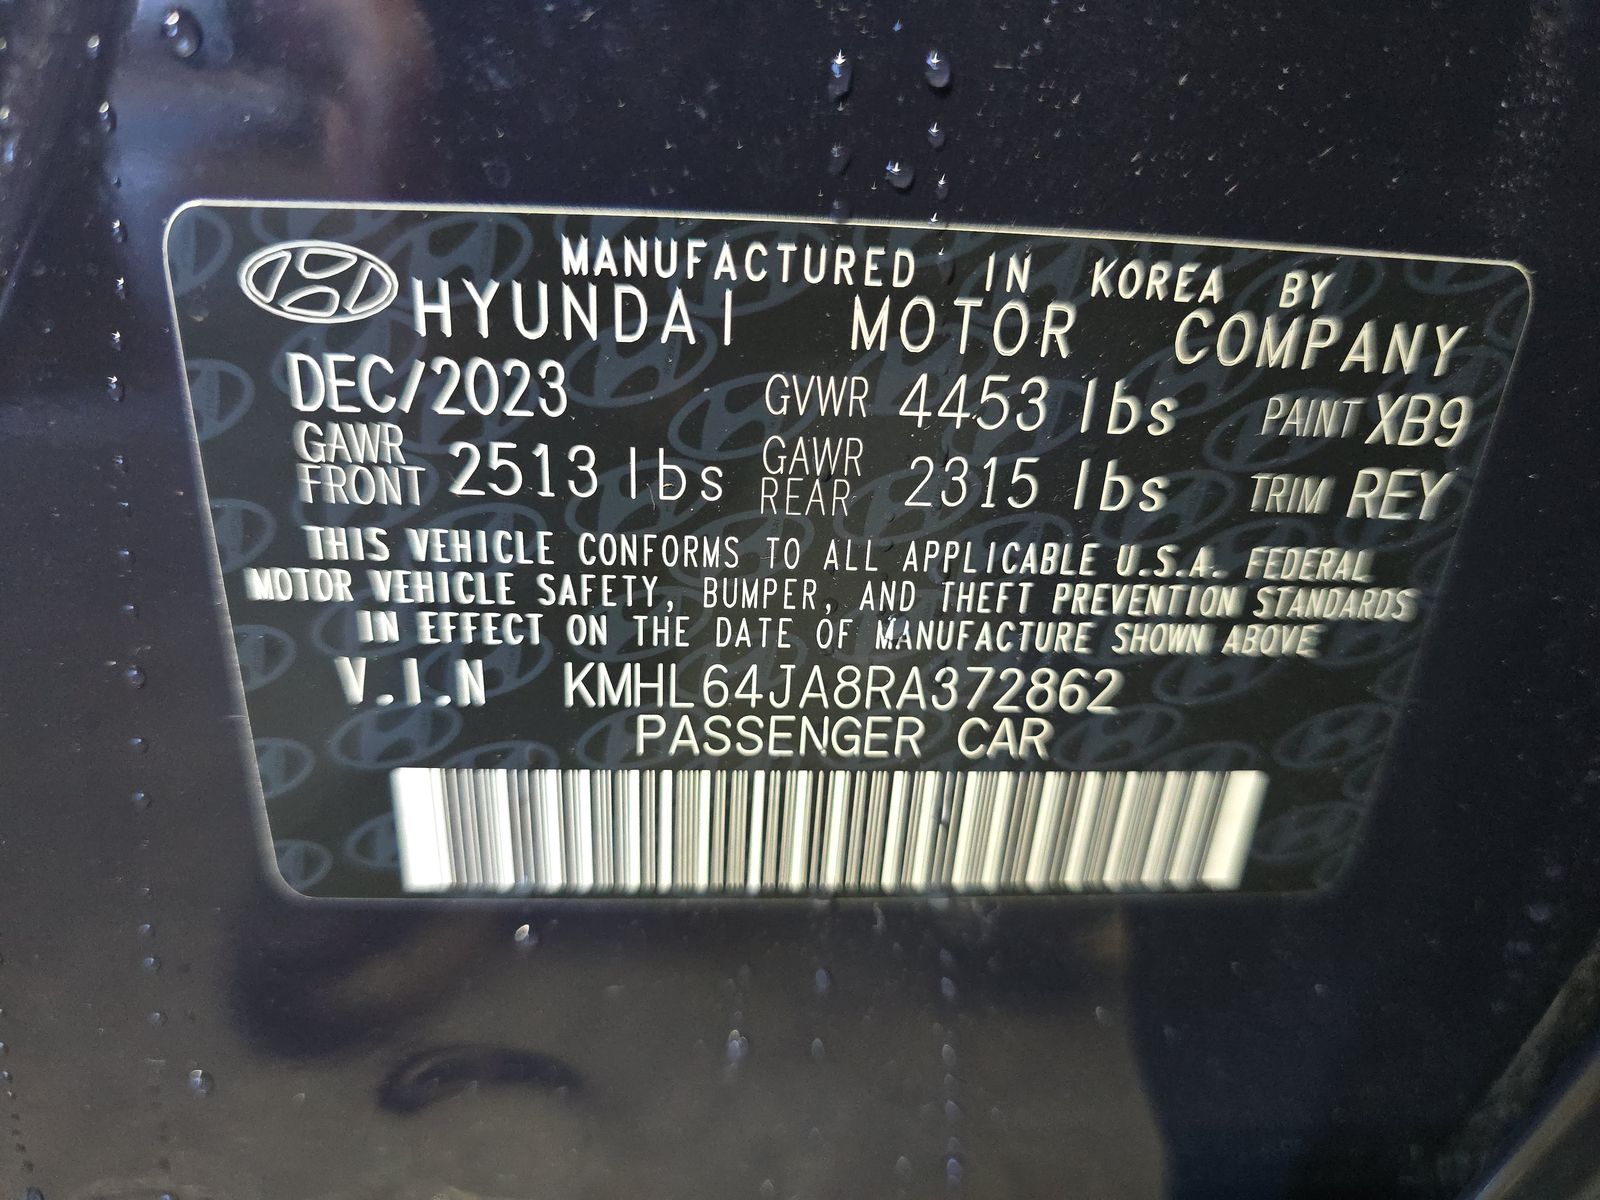 MANUFACTURED IN KOREA BY
HYUNDAI MOTOR COMPANY
DEC/2023 GVWR 4453 lbs PAINT XB9
GAWR FRONT 2513 lbs GAWR REAR 2315 lbs TRIM REY
THIS VEHICLE CONFORMS TO ALL APPLICABLE U.S.A. FEDERAL
MOTOR VEHICLE SAFETY, BUMPER, AND THEFT PREVENTION STANDARDS
IN EFFECT ON THE DATE OF MANUFACTURE SHOWN ABOVE
V.I.N KMHL64JA8RA372862
PASSENGER CAR